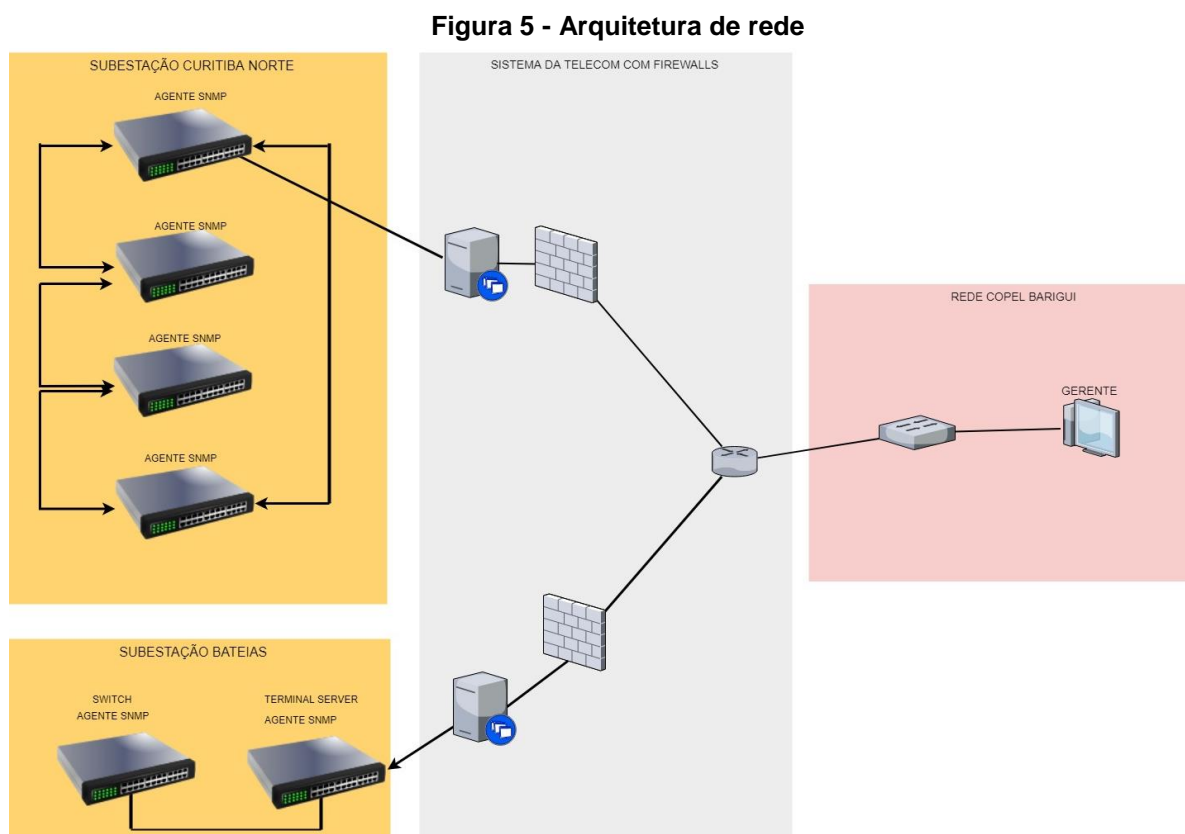 Figura 5 - Arquitetura de rede
SUBESTAÇÃO CURITIBA NORTE
AGENTE SNMP
AGENTE SNMP
AGENTE SNMP
AGENTE SNMP
SISTEMA DA TELECOM COM FIREWALLS
REDE COPEL BARIGUI
GERENTE
SUBESTAÇÃO BATEIAS
SWITCH
AGENTE SNMP
TERMINAL SERVER
AGENTE SNMP